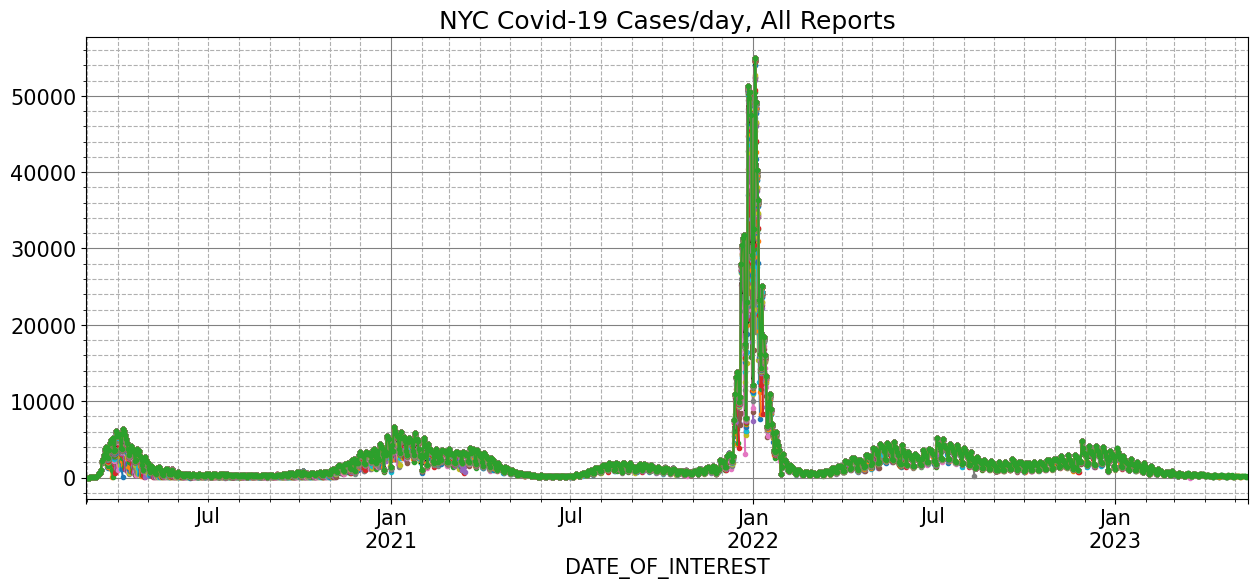 NYC Covid-19 Cases/day, All Reports
50000
40000
30000
20000
10000
0
Jul Jan Jul Jan Jul Jan
2021 2022 2023
DATE_OF_INTEREST